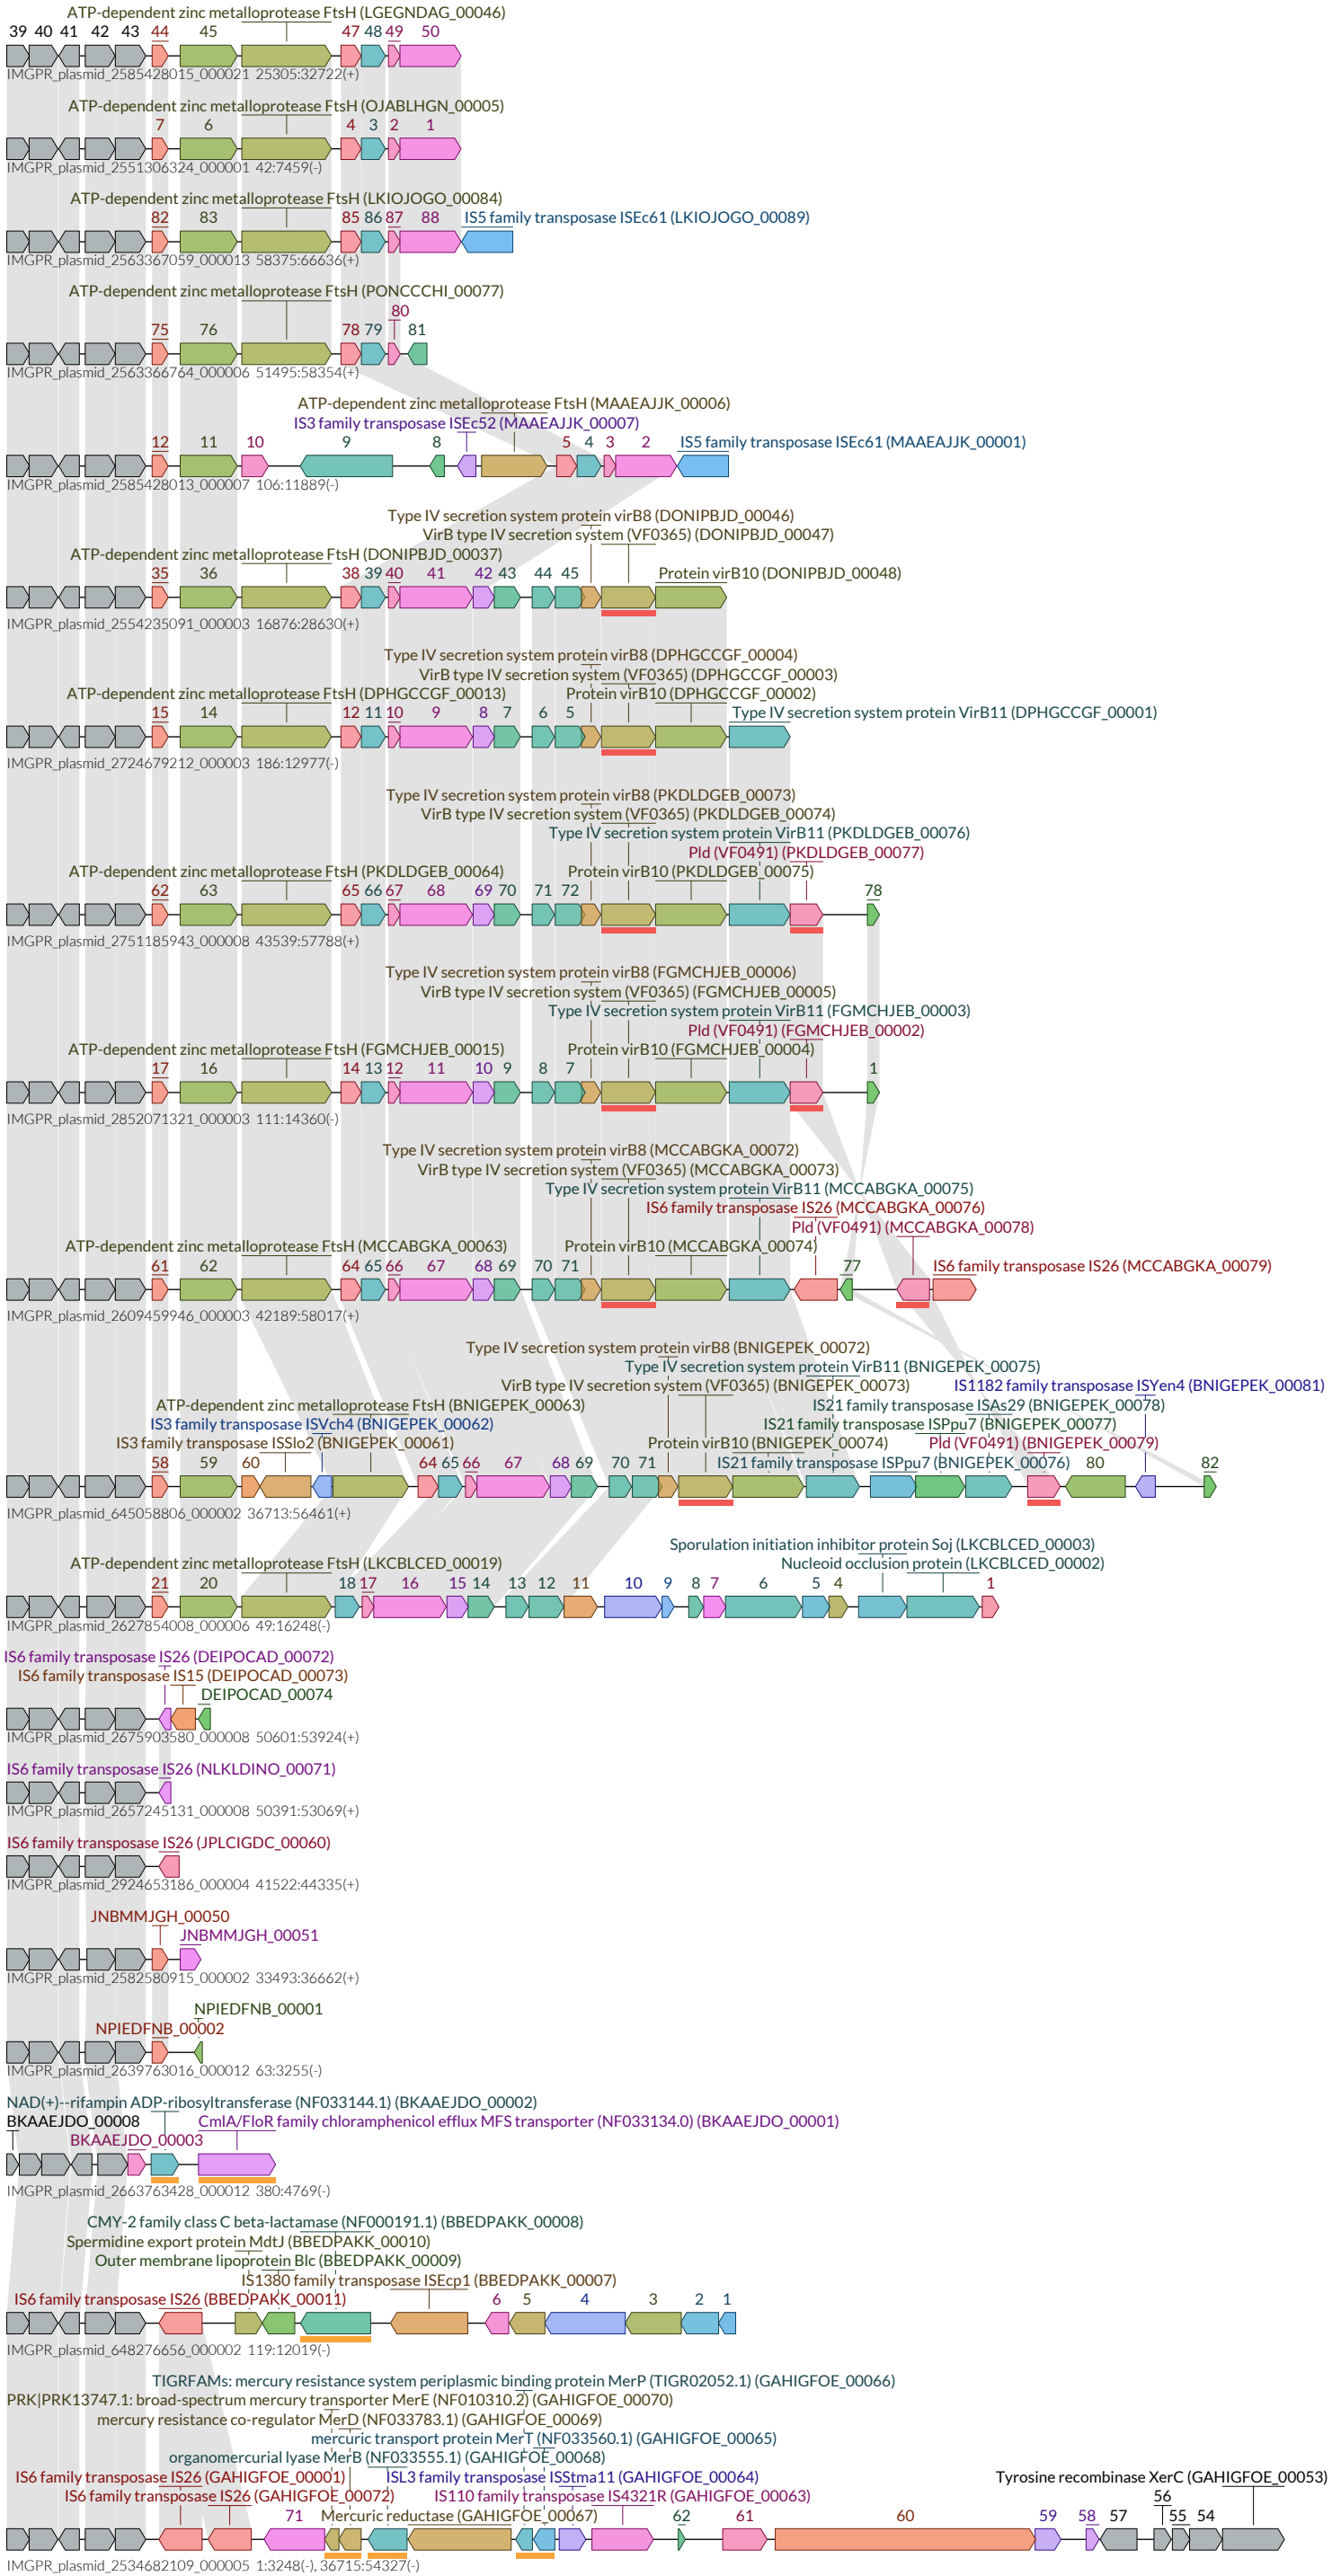 ATP-dependent zinc metalloprotease FtsH (LGEGNDAG_00046)
39 40 41 42 43 44 45 47 48 49 50
IMGPR_plasmid_2585428015_000021 25305:32722(+)
ATP-dependent zinc metalloprotease FtsH (OJABLHGN_00005)
7 6 4 3 2 1
IMGPR_plasmid_2551306324_000001 42:7459(-)
ATP-dependent zinc metalloprotease FtsH (LKIOJOGO_00084)
82 83 85 86 87 88 IS5 family transposase ISEc61 (LKIOJOGO_00089)
IMGPR_plasmid_2563367059_000013 58375:66636(+)
ATP-dependent zinc metalloprotease FtsH (PONCCCHI_00077)
80
75 76 78 79 81
IMGPR_plasmid_2563366764_000006 51495:58354(+)
ATP-dependent zinc metalloprotease FtsH (MAAEAJJK_00006)
IS3 family transposase ISEc52 (MAAEAJJK_00007)
12 11 10 9 8 5 4 3 2 IS5 family transposase ISEc61 (MAAEAJJK_00001)
IMGPR_plasmid_2585428013_000007 106:11889(-)
Type IV secretion system protein virB8 (DONIPBJD_00046)
VirB type IV secretion system (VF0365) (DONIPBJD_00047)
ATP-dependent zinc metalloprotease FtsH (DONIPBJD_00037)
35 36 38 39 40 41 42 43 44 45 Protein virB10 (DONIPBJD_00048)
IMGPR_plasmid_2554235091_000003 16876:28630(+)
Type IV secretion system protein virB8 (DPHGCCGF_00004)
VirB type IV secretion system (VF0365) (DPHGCCGF_00003)
ATP-dependent zinc metalloprotease FtsH (DPHGCCGF_00013) Protein virB10 (DPHGCCGF_00002)
15 14 12 11 10 9 8 7 6 5 Type IV secretion system protein VirB11 (DPHGCCGF_00001)
IMGPR_plasmid_2724679212_000003 186:12977(-)
Type IV secretion system protein virB8 (PKDLDGEB_00073)
VirB type IV secretion system (VF0365) (PKDLDGEB_00074)
Type IV secretion system protein VirB11 (PKDLDGEB_00076)
Pld (VF0491) (PKDLDGEB_00077)
ATP-dependent zinc metalloprotease FtsH (PKDLDGEB_00064) Protein virB10 (PKDLDGEB_00075)
62 63 65 66 67 68 69 70 71 72 78
IMGPR_plasmid_2751185943_000008 43539:57788(+)
Type IV secretion system protein virB8 (FGMCHJEB_00006)
VirB type IV secretion system (VF0365) (FGMCHJEB_00005)
Type IV secretion system protein VirB11 (FGMCHJEB_00003)
Pld (VF0491) (FGMCHJEB_00002)
ATP-dependent zinc metalloprotease FtsH (FGMCHJEB_00015) Protein virB10 (FGMCHJEB_00004)
17 16 14 13 12 11 10 9 8 7 1
IMGPR_plasmid_2852071321_000003 111:14360(-)
Type IV secretion system protein virB8 (MCCABGKA_00072)
VirB type IV secretion system (VF0365) (MCCABGKA_00073)
Type IV secretion system protein VirB11 (MCCABGKA_00075)
IS6 family transposase IS26 (MCCABGKA_00076)
Pld (VF0491) (MCCABGKA_00078)
ATP-dependent zinc metalloprotease FtsH (MCCABGKA_00063) Protein virB10 (MCCABGKA_00074)
61 62 64 65 66 67 68 69 70 71 77 IS6 family transposase IS26 (MCCABGKA_00079)
IMGPR_plasmid_2609459946_000003 42189:58017(+)
Type IV secretion system protein virB8 (BNIGEPEK_00072)
Type IV secretion system protein VirB11 (BNIGEPEK_00075)
VirB type IV secretion system (VF0365) (BNIGEPEK_00073) IS1182 family transposase ISYen4 (BNIGEPEK_00081)
ATP-dependent zinc metalloprotease FtsH (BNIGEPEK_00063) IS21 family transposase ISAs29 (BNIGEPEK_00078)
IS3 family transposase ISVch4 (BNIGEPEK_00062) IS21 family transposase ISPpu7 (BNIGEPEK_00077)
IS3 family transposase ISSlo2 (BNIGEPEK_00061) Protein virB10 (BNIGEPEK_00074) Pld (VF0491) (BNIGEPEK_00079)
58 59 60 64 65 66 67 68 69 70 71 IS21 family transposase ISPpu7 (BNIGEPEK_00076) 80 82
IMGPR_plasmid_645058806_000002 36713:56461(+)
Sporulation initiation inhibitor protein Soj (LKCBLCED_00003)
ATP-dependent zinc metalloprotease FtsH (LKCBLCED_00019) Nucleoid occlusion protein (LKCBLCED_00002)
21 20 18 17 16 15 14 13 12 11 10 9 8 7 6 5 4 1
IMGPR_plasmid_2627854008_000006 49:16248(-)
IS6 family transposase IS26 (DEIPOCAD_00072)
IS6 family transposase IS15 (DEIPOCAD_00073)
DEIPOCAD_00074
IMGPR_plasmid_2675903580_000008 50601:53924(+)
IS6 family transposase IS26 (NLKLDINO_00071)
IMGPR_plasmid_2657245131_000008 50391:53069(+)
IS6 family transposase IS26 (JPLCIGDC_00060)
IMGPR_plasmid_2924653186_000004 41522:44335(+)
JNBMMJGH_00050
JNBMMJGH_00051
IMGPR_plasmid_2582580915_000002 33493:36662(+)
NPIEDFNB_00001
NPIEDFNB_00002
IMGPR_plasmid_2639763016_000012 63:3255(-)
NAD(+)--rifampin ADP-ribosyltransferase (NF033144.1) (BKAAEJDO_00002)
BKAAEJDO_00008 CmlA/FloR family chloramphenicol efflux MFS transporter (NF033134.0) (BKAAEJDO_00001)
BKAAEJDO_00003
IMGPR_plasmid_2663763428_000012 380:4769(-)
CMY-2 family class C beta-lactamase (NF000191.1) (BBEDPAKK_00008)
Spermidine export protein MdtJ (BBEDPAKK_00010)
Outer membrane lipoprotein Blc (BBEDPAKK_00009)
IS1380 family transposase ISEcp1 (BBEDPAKK_00007)
IS6 family transposase IS26 (BBEDPAKK_00011) 6 5 4 3 2 1
IMGPR_plasmid_648276656_000002 119:12019(-)
TIGRFAMs: mercury resistance system periplasmic binding protein MerP (TIGR02052.1) (GAHIGFOE_00066)
PRK|PRK13747.1: broad-spectrum mercury transporter MerE (NF010310.2) (GAHIGFOE_00070)
mercury resistance co-regulator MerD (NF033783.1) (GAHIGFOE_00069)
mercuric transport protein MerT (NF033560.1) (GAHIGFOE_00065)
organomercurial lyase MerB (NF033555.1) (GAHIGFOE_00068)
IS6 family transposase IS26 (GAHIGFOE_00001) ISL3 family transposase ISStma11 (GAHIGFOE_00064) Tyrosine recombinase XerC (GAHIGFOE_00053)
IS6 family transposase IS26 (GAHIGFOE_00072) IS110 family transposase IS4321R (GAHIGFOE_00063) 56
71 Mercuric reductase (GAHIGFOE_00067) 62 61 60 59 58 57 55 54
IMGPR_plasmid_2534682109_000005 1:3248(-), 36715:54327(-)